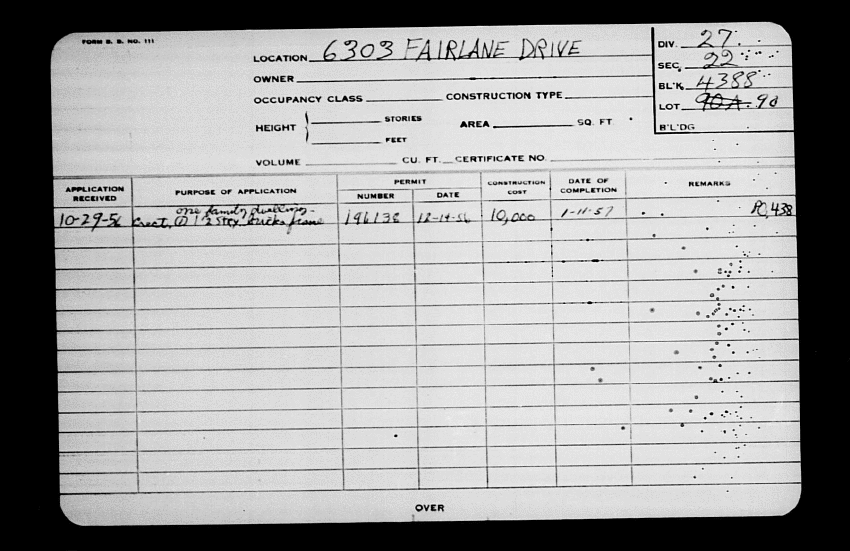 FORM B. B. NO. 111
LOCATION 6303 FAIRLANE DRIVE
OWNER
OCCUPANCY CLASS CONSTRUCTION TYPE
HEIGHT STORIES AREA SQ. FT.
FEET
VOLUME CU. FT. CERTIFICATE NO.
DIV. 27
SEC. 22
BL'K. 4388
LOT 90A 90
B'L'DG
APPLICATION RECEIVED PURPOSE OF APPLICATION PERMIT NUMBER DATE CONSTRUCTION COST DATE OF COMPLETION REMARKS
one family dwelling
10-29-56 Erect, 1 2 Sty. brick & frame 196138 12-14-56 10,000 1-11-57 438
OVER